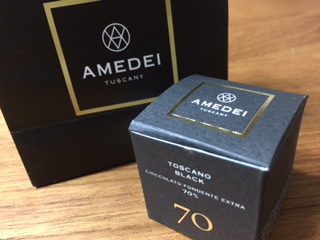 AMEDEI
TUSCANY
AMEDEI
TUSCANY
TOSCANO
BLACK
CIOCCOLATO FONDENTE EXTRA
70%
70